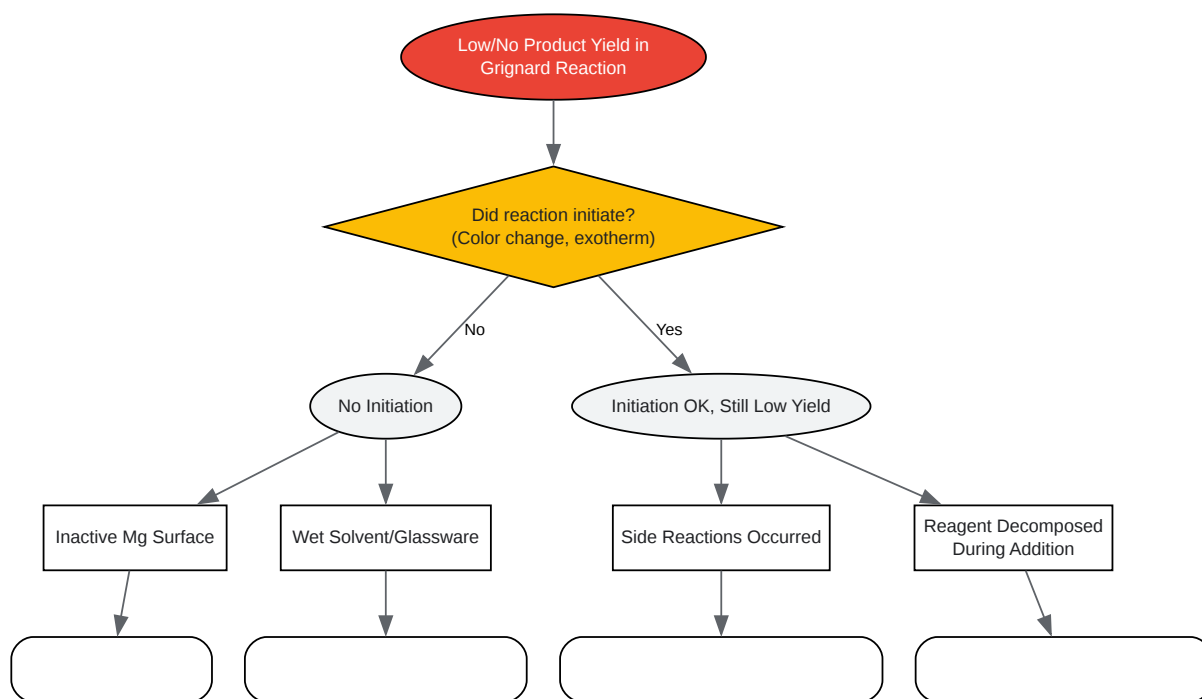 Low/No Product Yield in
Grignard Reaction
Did reaction initiate?
(Color change, exotherm)
No
Yes
No Initiation
Initiation OK, Still Low Yield
Inactive Mg Surface
Wet Solvent/Glassware
Side Reactions Occurred
Reagent Decomposed
During Addition